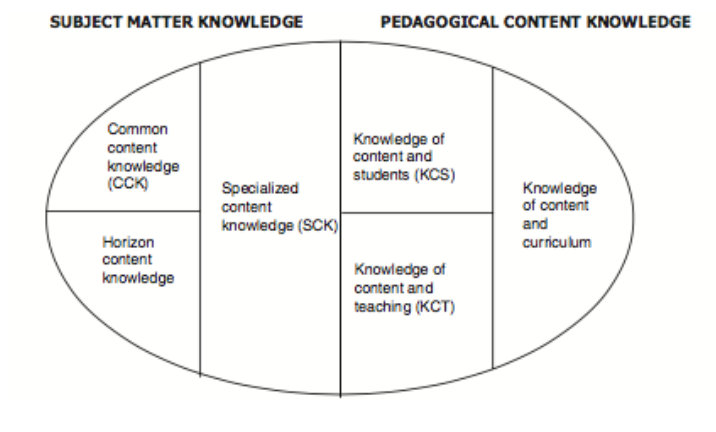 SUBJECT MATTER KNOWLEDGE
PEDAGOGICAL CONTENT KNOWLEDGE
Common
content
knowledge
(CCK)
Horizon
content
knowledge
Specialized
content
knowledge (SCK)
Knowledge of
content and
students (KCS)
Knowledge of
content and
teaching (KCT)
Knowledge
of content
and
curriculum